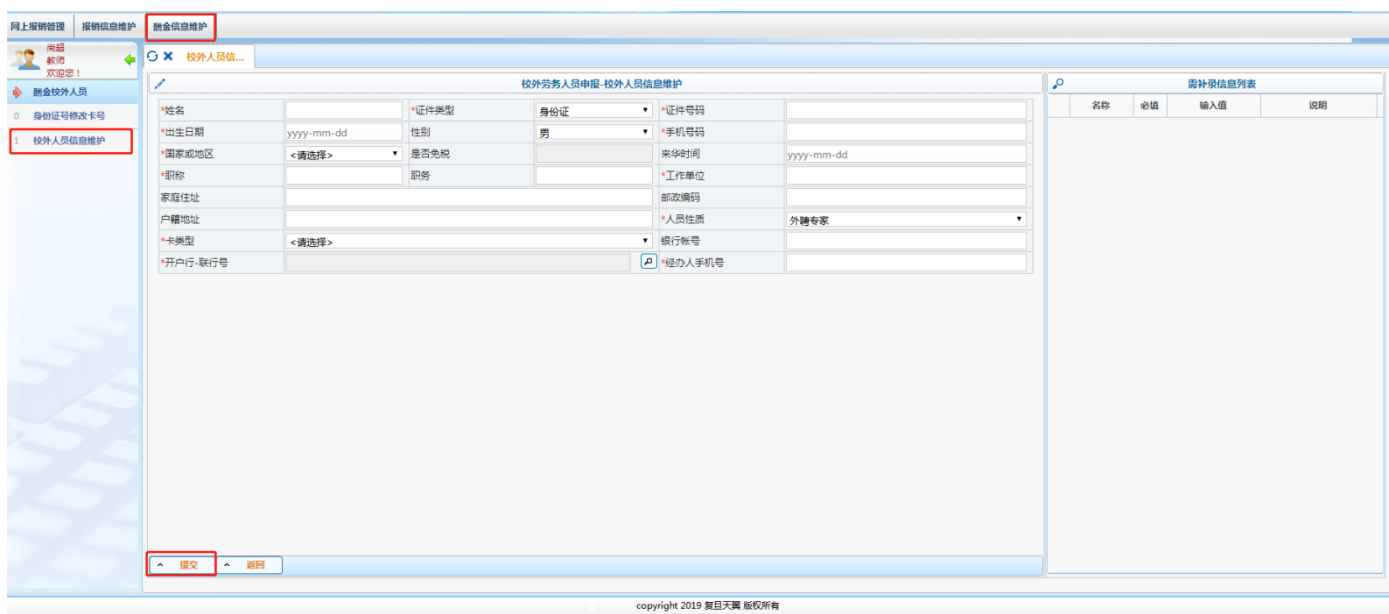 网上报销管理 报销信息维护 酬金信息维护
尚超
教师
欢迎您！
校外人员信...
酬金校外人员
0 身份证号修改卡号
1 校外人员信息维护
校外劳务人员申报-校外人员信息维护
*姓名 *证件类型 身份证 *证件号码
*出生日期 yyyy-mm-dd 性别 男 *手机号码
*国家或地区 <请选择> 是否免税 来华时间 yyyy-mm-dd
*职称 职务 *工作单位
家庭住址 邮政编码
户籍地址 *人员性质 外聘专家
*卡类型 <请选择> *银行帐号
*开户行-联行号 *经办人手机号
需补录信息列表
名称 必填 输入值 说明
提交 返回
copyright 2019 复旦天翼 版权所有